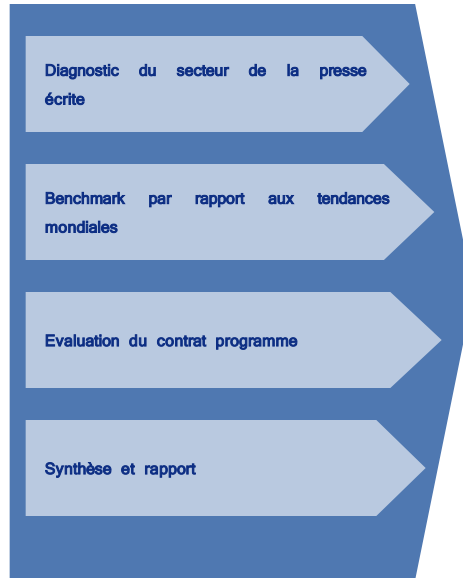 Diagnostic du secteur de la presse
écrite
Benchmark par rapport aux tendances
mondiales
Evaluation du contrat programme
Synthèse et rapport